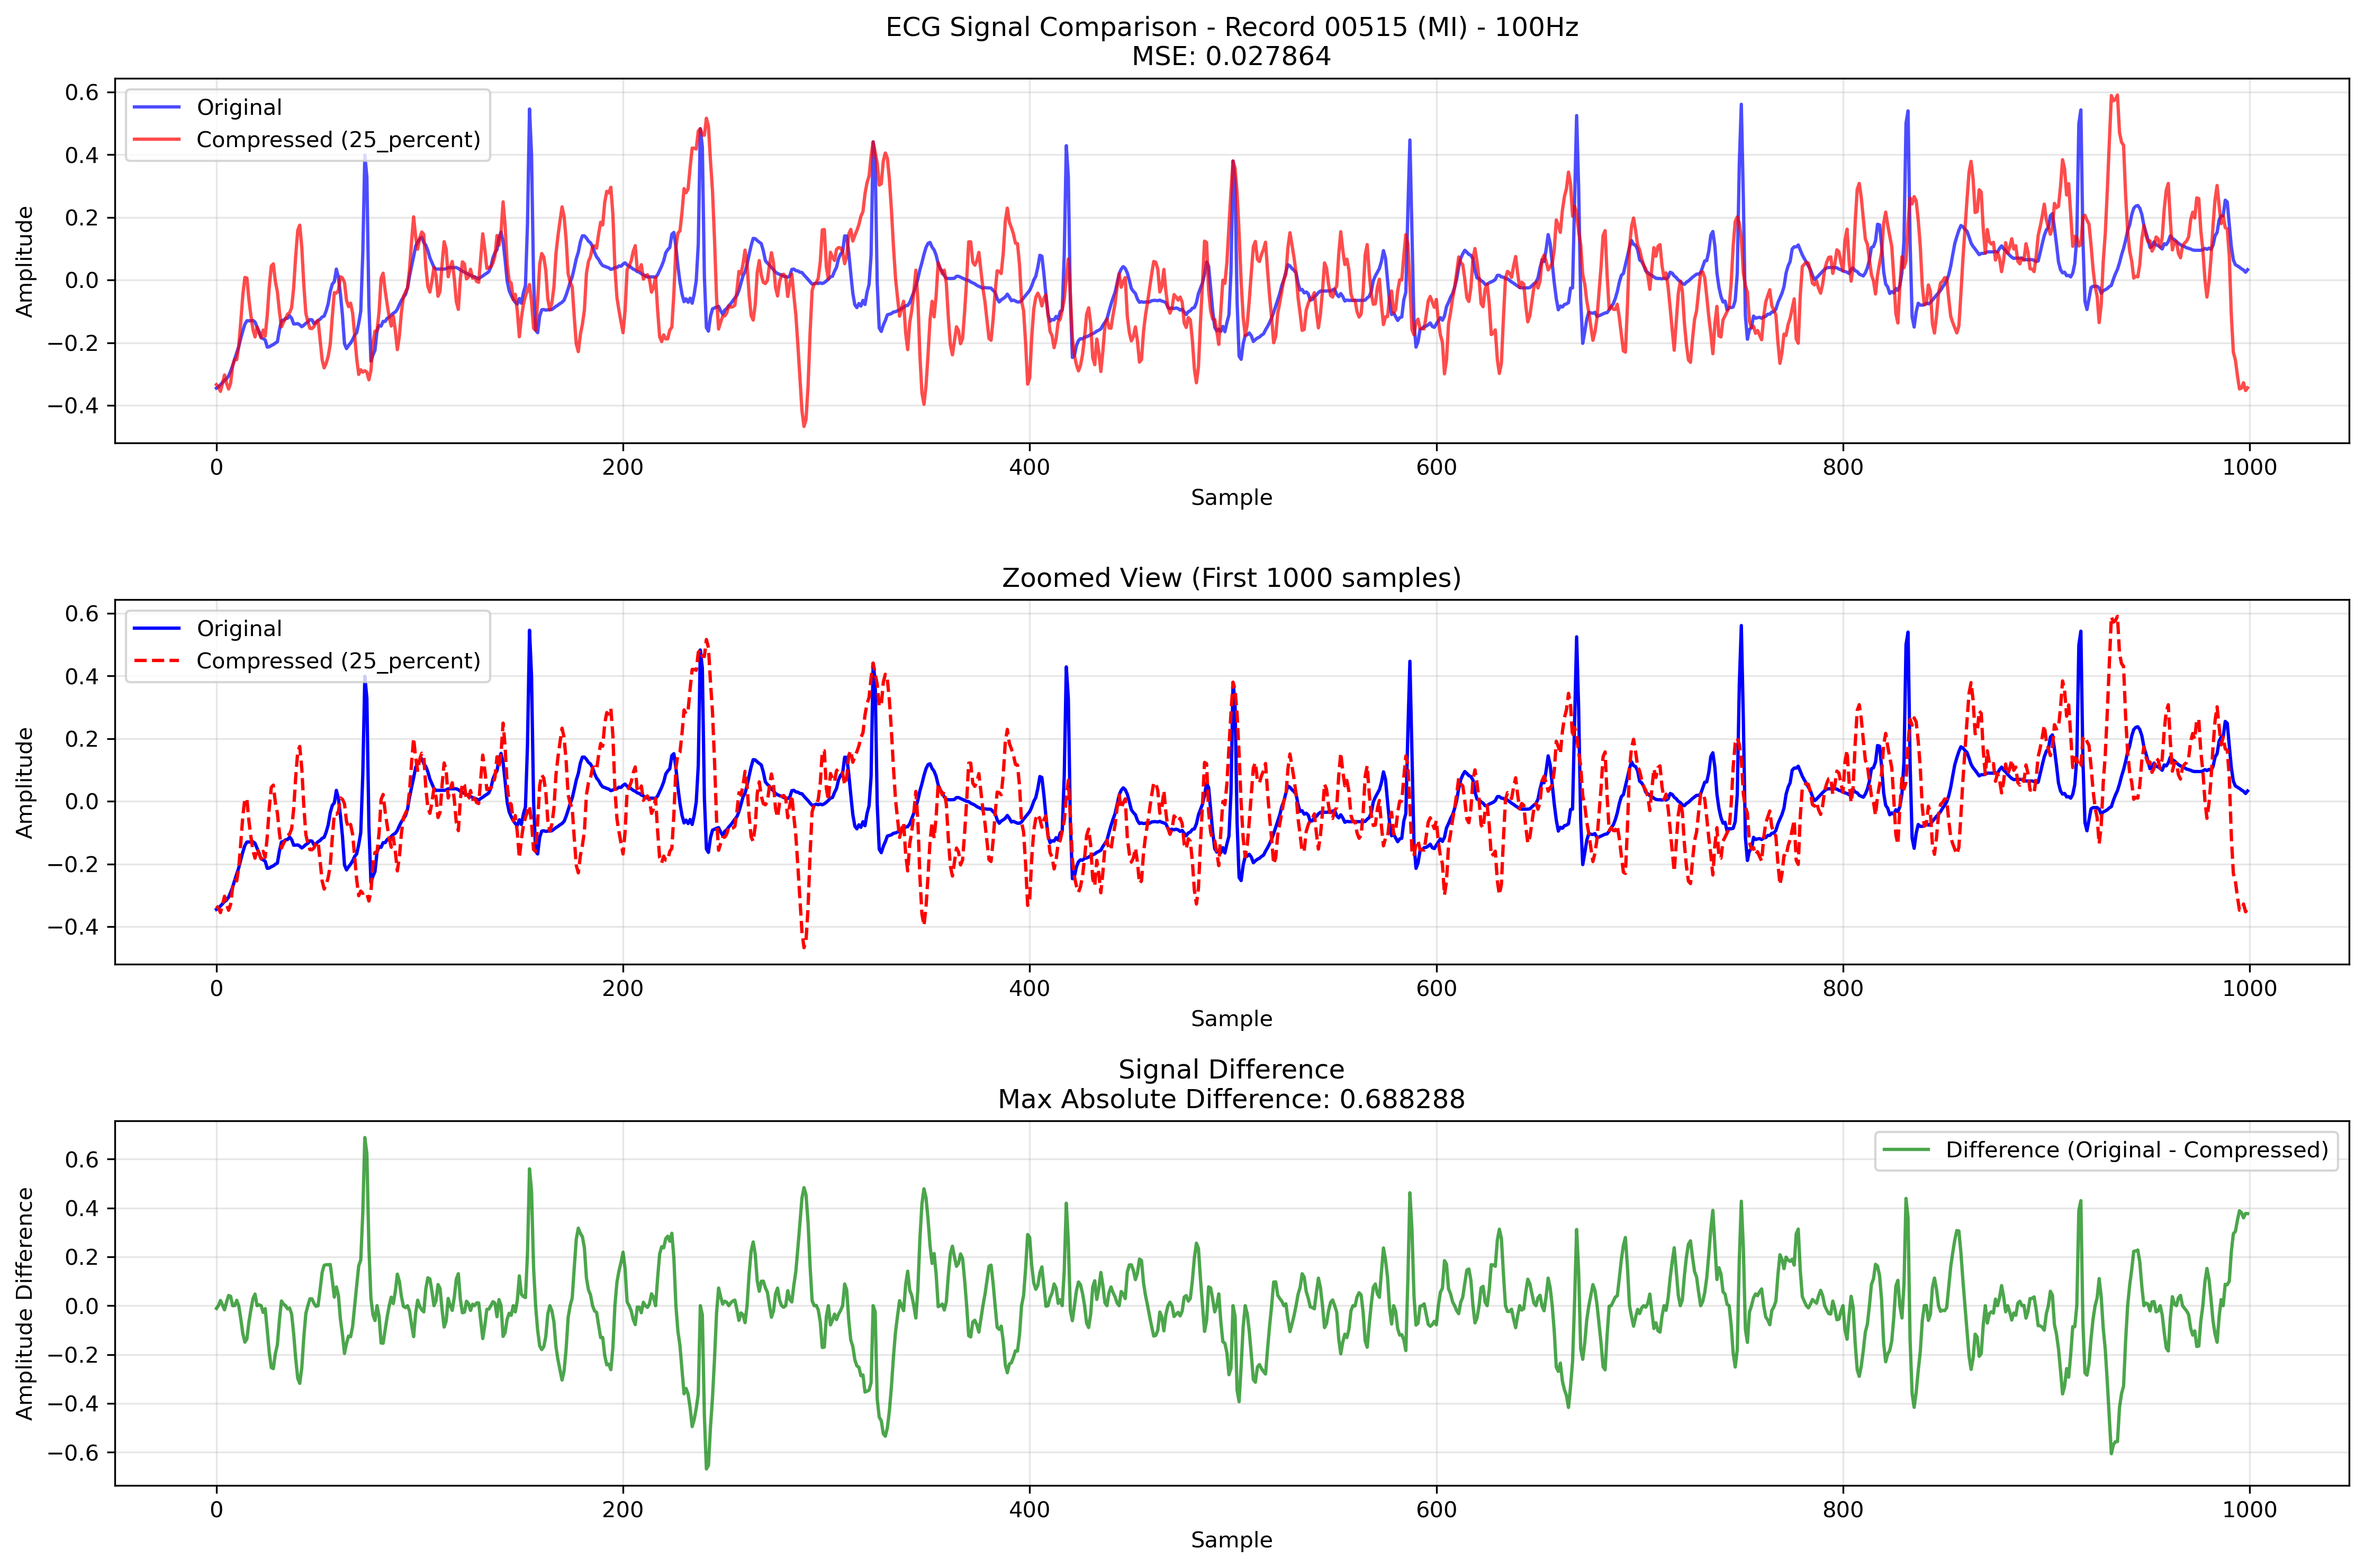 ECG Signal Comparison - Record 00515 (MI) - 100Hz
MSE: 0.027864
Original
Compressed (25_percent)
Amplitude
0.6
0.4
0.2
0.0
−0.2
−0.4
0
200
400
600
800
1000
Sample
Zoomed View (First 1000 samples)
Original
Compressed (25_percent)
Amplitude
0.6
0.4
0.2
0.0
−0.2
−0.4
0
200
400
600
800
1000
Sample
Signal Difference
Max Absolute Difference: 0.688288
Difference (Original - Compressed)
Amplitude Difference
0.6
0.4
0.2
0.0
−0.2
−0.4
−0.6
0
200
400
600
800
1000
Sample